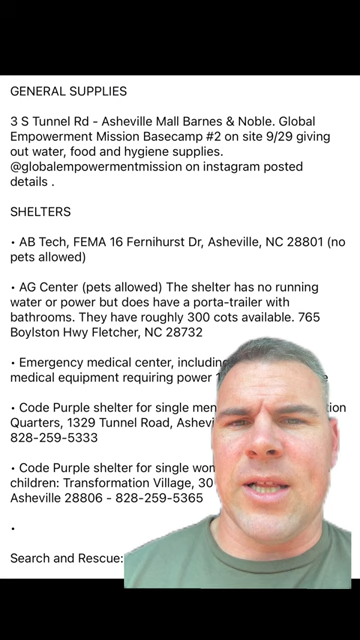 GENERAL SUPPLIES
3 S Tunnel Rd - Asheville Mall Barnes & Noble. Global
Empowerment Mission Basecamp #2 on site 9/29 giving
out water, food and hygiene supplies.
@globalempowermentmission on instagram posted
details .
SHELTERS
• AB Tech, FEMA 16 Fernihurst Dr, Asheville, NC 28801 (no
pets allowed)
• AG Center (pets allowed) The shelter has no running
water or power but does have a porta-trailer with
bathrooms. They have roughly 300 cots available. 765
Boylston Hwy Fletcher, NC 28732
• Emergency medical center, including
medical equipment requiring power
• Code Purple shelter for single men
Quarters, 1329 Tunnel Road,
828-259-5333
• Code Purple shelter for single
children: Transformation Village, 30
Asheville 28806 - 828-259-5365
•
Search and Rescue: